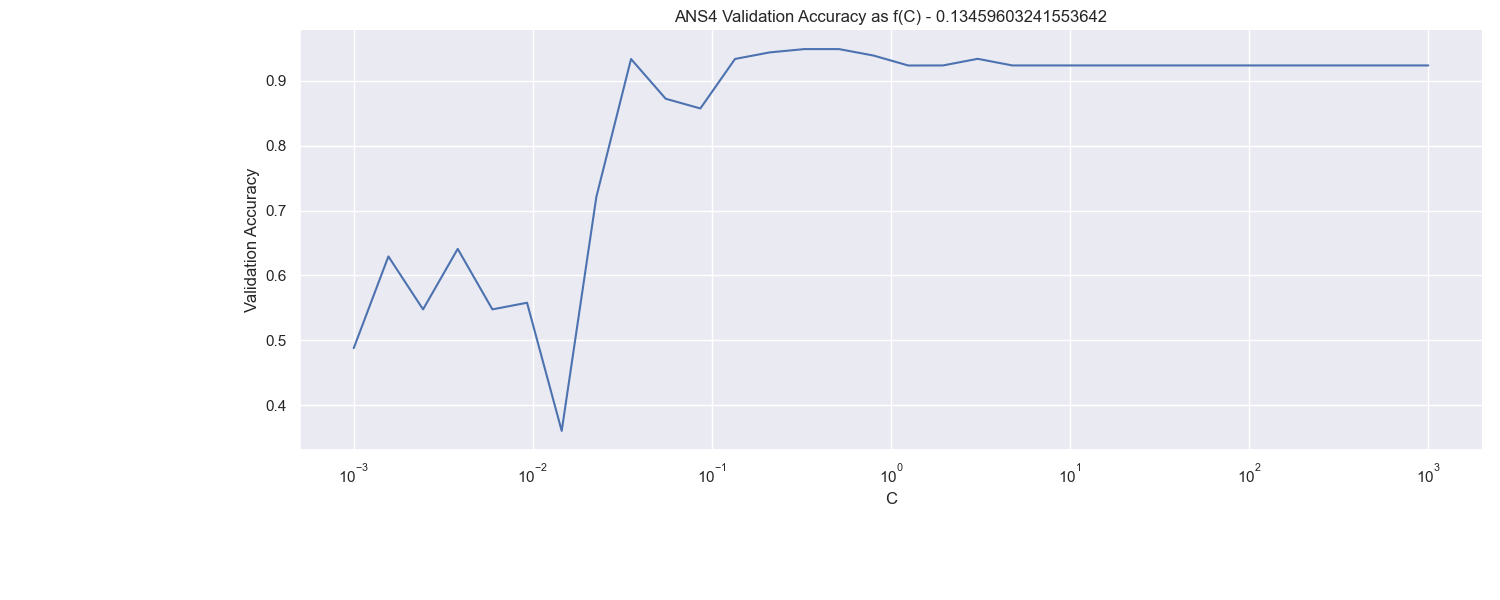 ANS4 Validation Accuracy as f(C) - 0.13459603241553642
Validation Accuracy
0.9
0.8
0.7
0.6
0.5
0.4
10⁻³ 10⁻² 10⁻¹ 10⁰ 10¹ 10² 10³
C